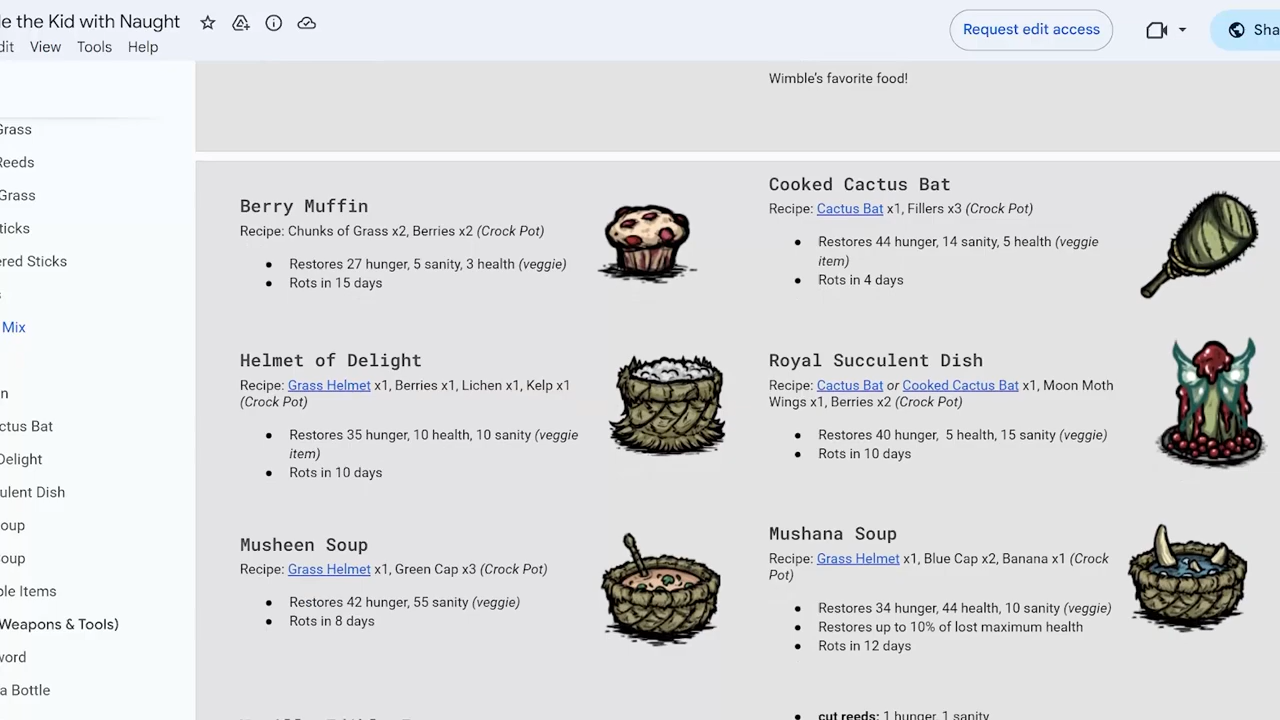 le the Kid with Naught
dit View Tools Help
Request edit access
Sha
Grass
Reeds
Grass
ticks
ered Sticks
s
Mix
n
ctus Bat
Delight
ulent Dish
oup
oup
ble Items
Weapons & Tools)
word
a Bottle
Wimble's favorite food!
Berry Muffin
Recipe: Chunks of Grass x2, Berries x2 (Crock Pot)
● Restores 27 hunger, 5 sanity, 3 health (veggie)
● Rots in 15 days
Cooked Cactus Bat
Recipe: Cactus Bat x1, Fillers x3 (Crock Pot)
● Restores 44 hunger, 14 sanity, 5 health (veggie
item)
● Rots in 4 days
Helmet of Delight
Recipe: Grass Helmet x1, Berries x1, Lichen x1, Kelp x1
(Crock Pot)
● Restores 35 hunger, 10 health, 10 sanity (veggie
item)
● Rots in 10 days
Royal Succulent Dish
Recipe: Cactus Bat or Cooked Cactus Bat x1, Moon Moth
Wings x1, Berries x2 (Crock Pot)
● Restores 40 hunger, 5 health, 15 sanity (veggie)
● Rots in 10 days
Musheen Soup
Recipe: Grass Helmet x1, Green Cap x3 (Crock Pot)
● Restores 42 hunger, 55 sanity (veggie)
● Rots in 8 days
Mushana Soup
Recipe: Grass Helmet x1, Blue Cap x2, Banana x1 (Crock
Pot)
● Restores 34 hunger, 44 health, 10 sanity (veggie)
● Restores up to 10% of lost maximum health
● Rots in 12 days
● cut reeds: 1 hunger, 1 sanity